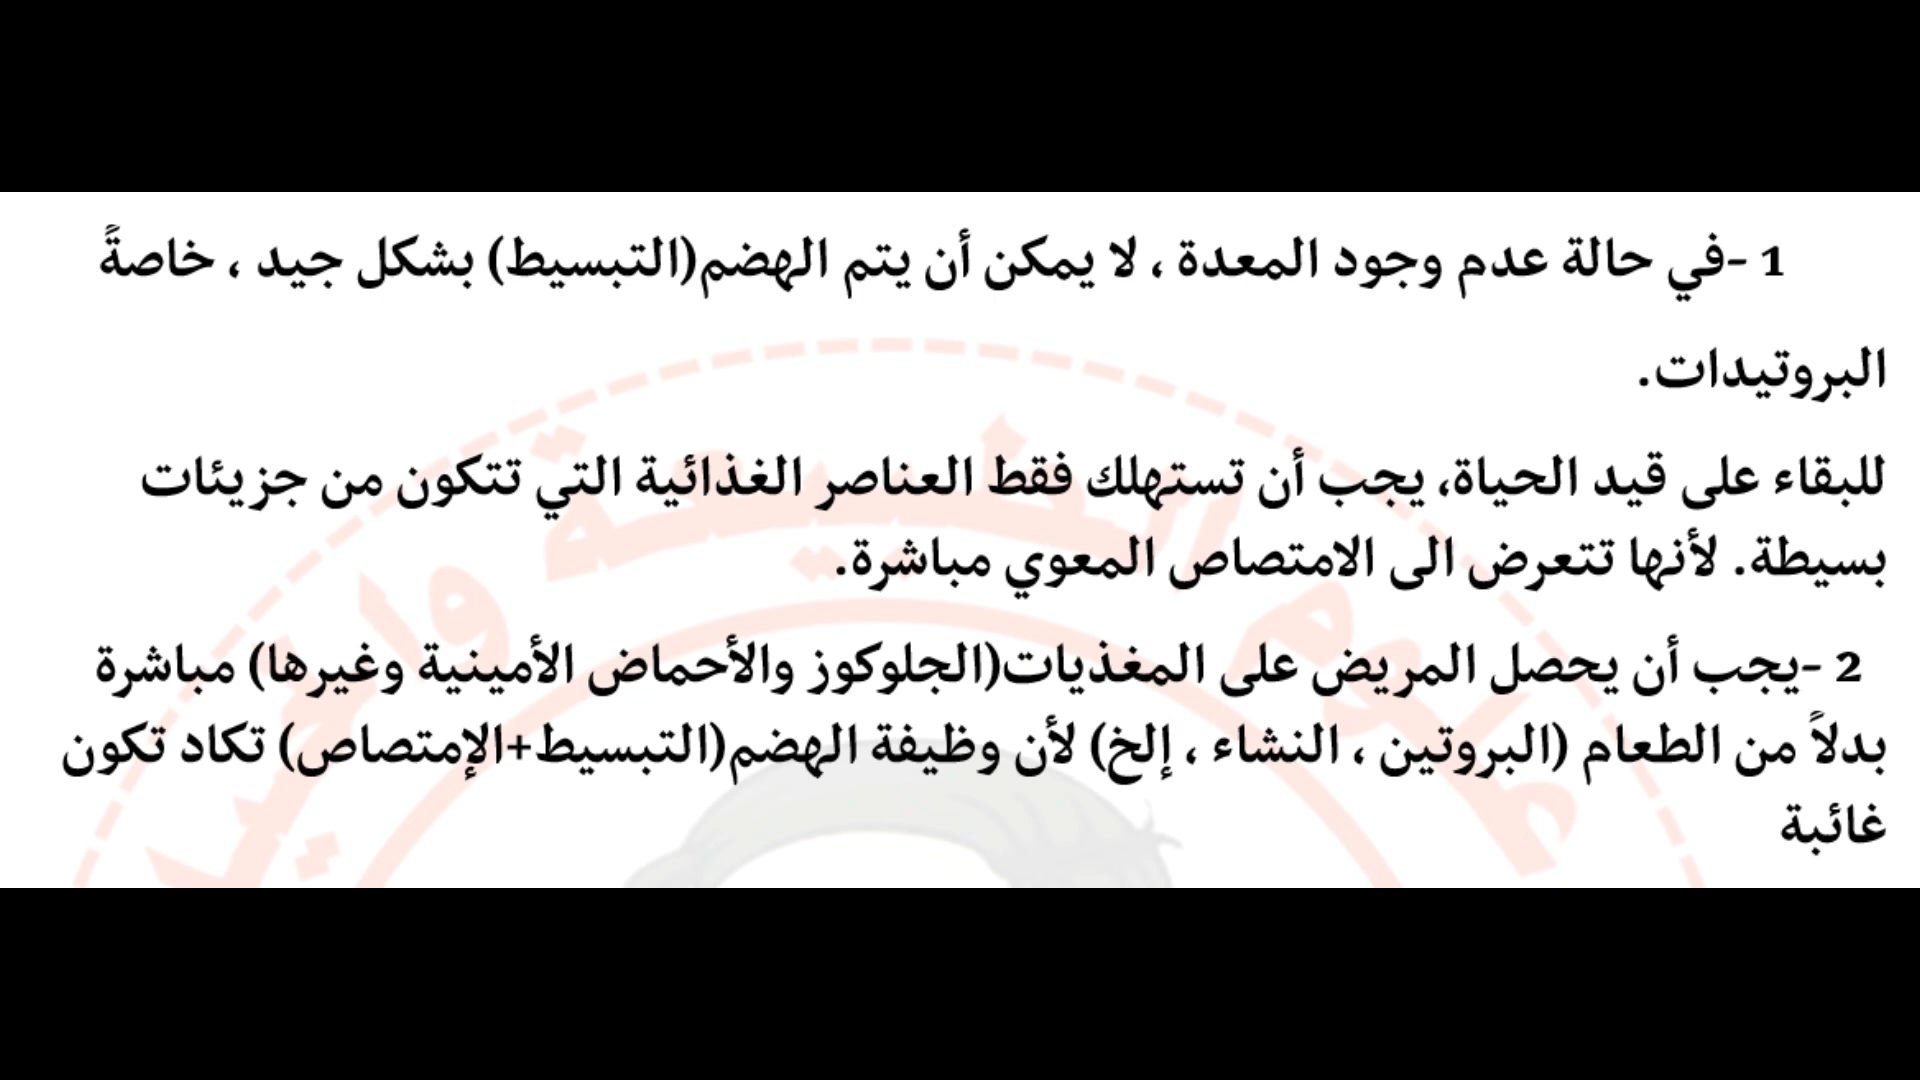 1 -في حالة عدم وجود المعدة ، لا يمكن أن يتم الهضم(التبسيط) بشكل جيد ، خاصةً
البروتيدات.
للبقاء على قيد الحياة، يجب أن تستهلك فقط العناصر الغذائية التي تتكون من جزيئات
بسيطة. لأنها تتعرض الى الامتصاص المعوي مباشرة.
2 -يجب أن يحصل المريض على المغذيات(الجلوكوز والأحماض الأمينية وغيرها) مباشرة
بدلاً من الطعام (البروتين ، النشاء ، إلخ) لأن وظيفة الهضم(التبسيط+الإمتصاص) تكاد تكون
غائبة